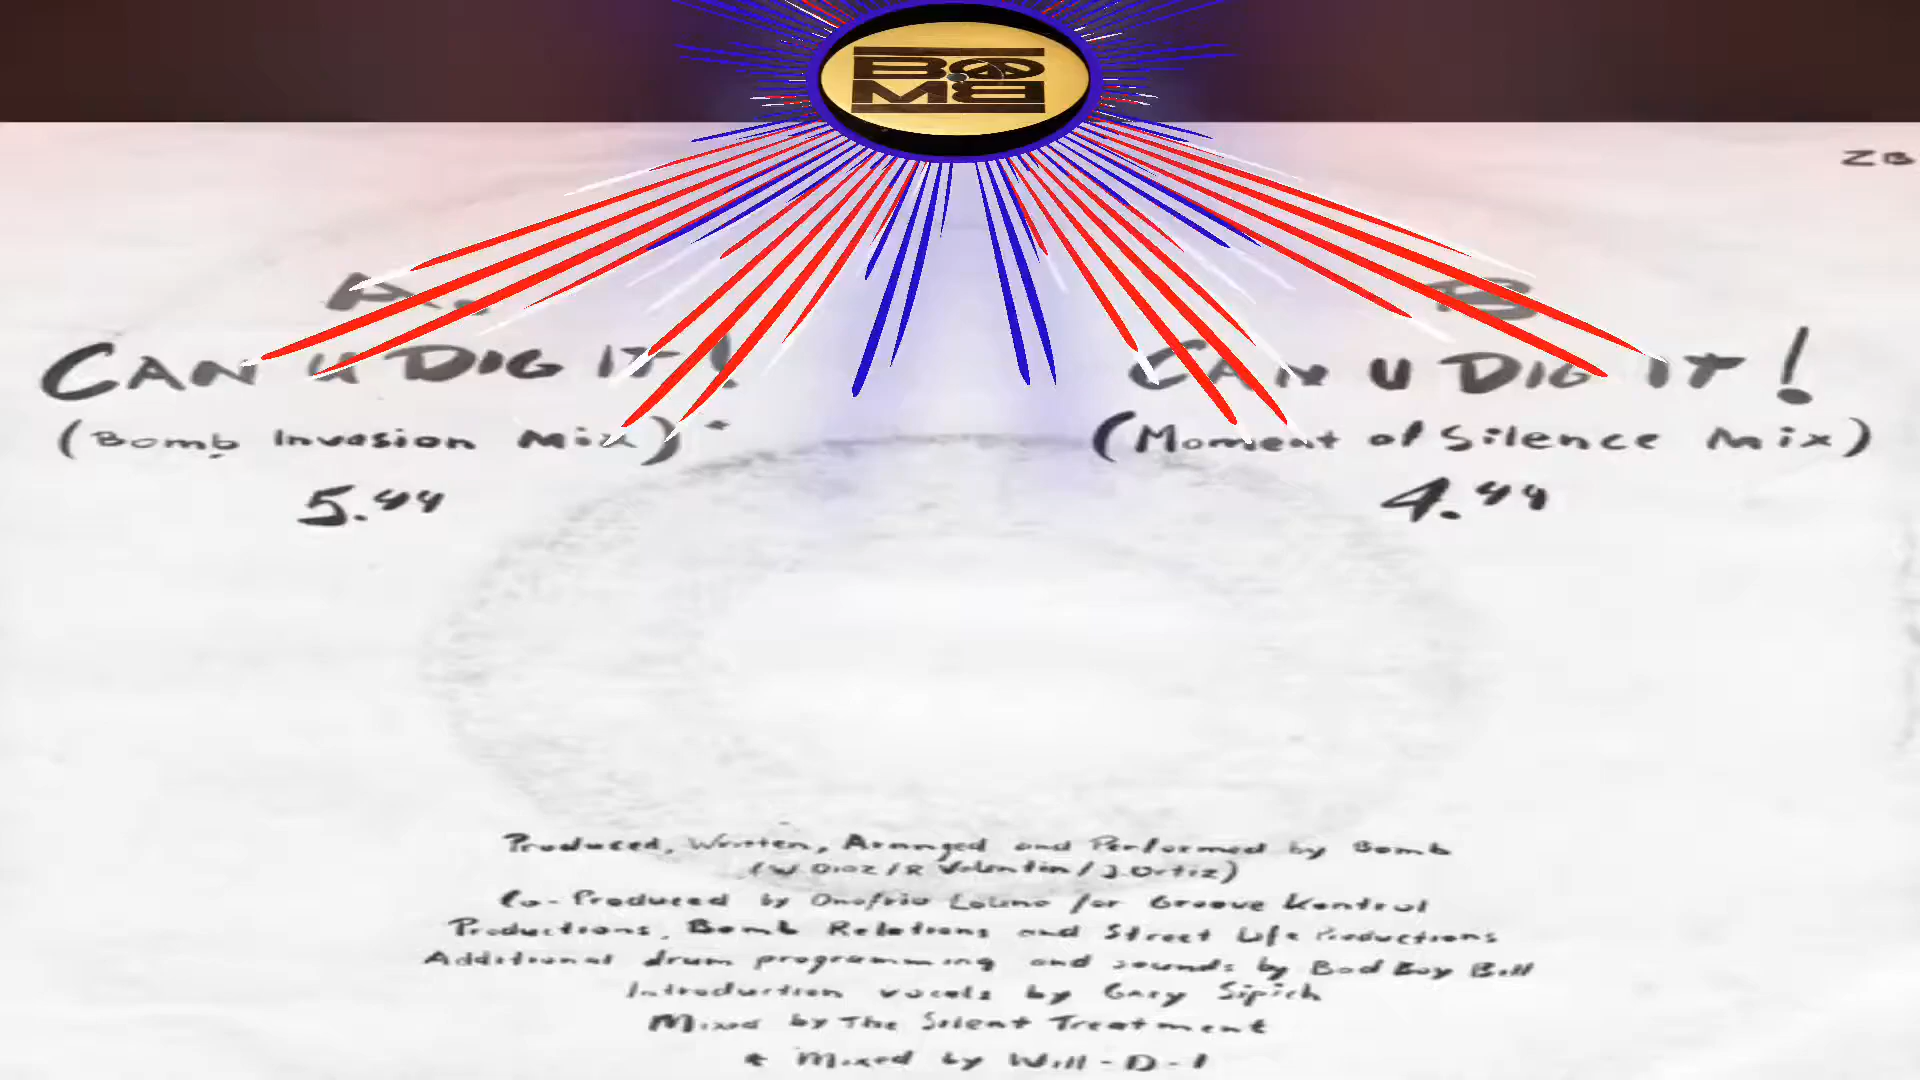 BOMB
ZB
A-
CAN U DIG IT!
(Bomb Invasion Mix)*
5.44
B
CAN U DIG IT!
(Moment of Silence Mix)
4.44
Produced, Written, Arranged and Performed by Bomb
(W Diaz/R Valentin/J Ortiz)
Co-Produced by Onofrio Lolino for Groove Kontrol
Productions, Bomb Relations and Street Life Productions
Additional drum programming and sounds by Bad Boy Bill
Introduction vocals by Gary Sipich
Mixed by The Silent Treatment
* Mixed by Will-D-1